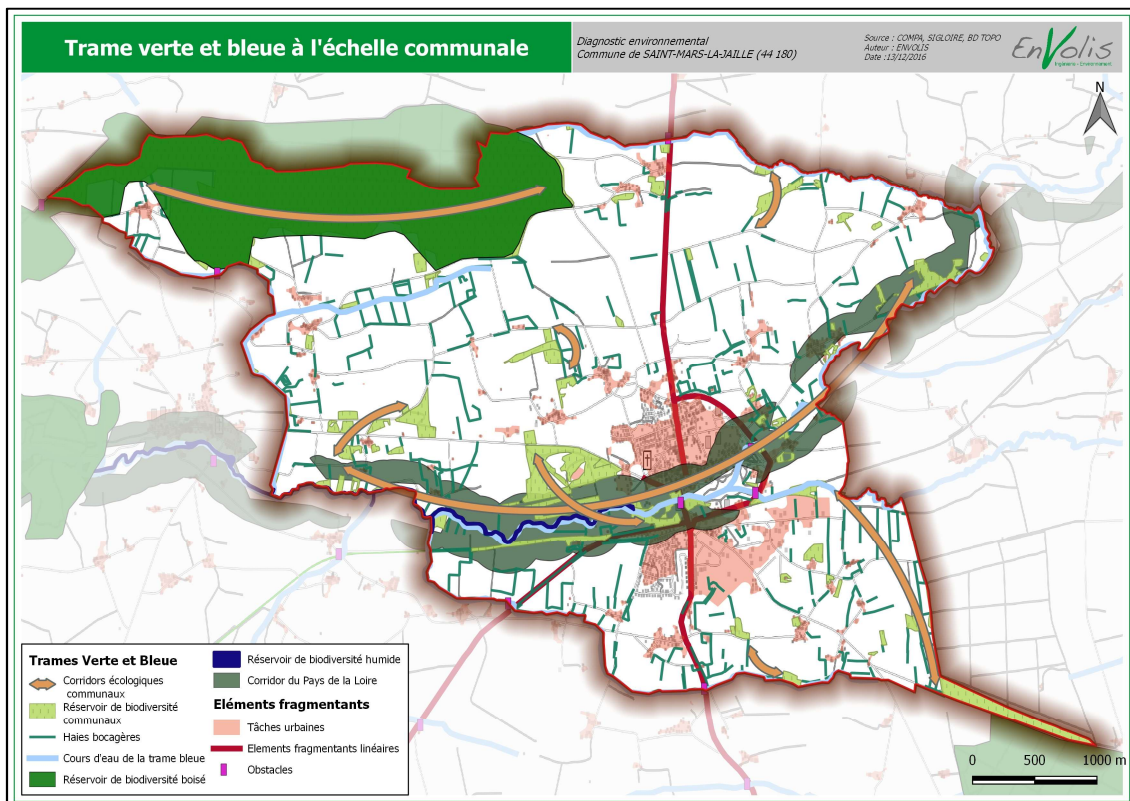 Trame verte et bleue à l'échelle communale
Diagnostic environnemental
Commune de SAINT-MARS-LA-JAILLE (44 180)
Source : COMPA, SIGLOIRE, BD TOPO
Auteur : ENVOLIS
Date :13/12/2016
EnVolis
Ingénierie - Environnement
N
Trames Verte et Bleue
Corridors écologiques
communaux
Réservoir de biodiversité
communaux
Haies bocagères
Cours d'eau de la trame bleue
Réservoir de biodiversité boisé
Réservoir de biodiversité humide
Corridor du Pays de la Loire
Eléments fragmentants
Tâches urbaines
Elements fragmentants linéaires
Obstacles
0 500 1000 m